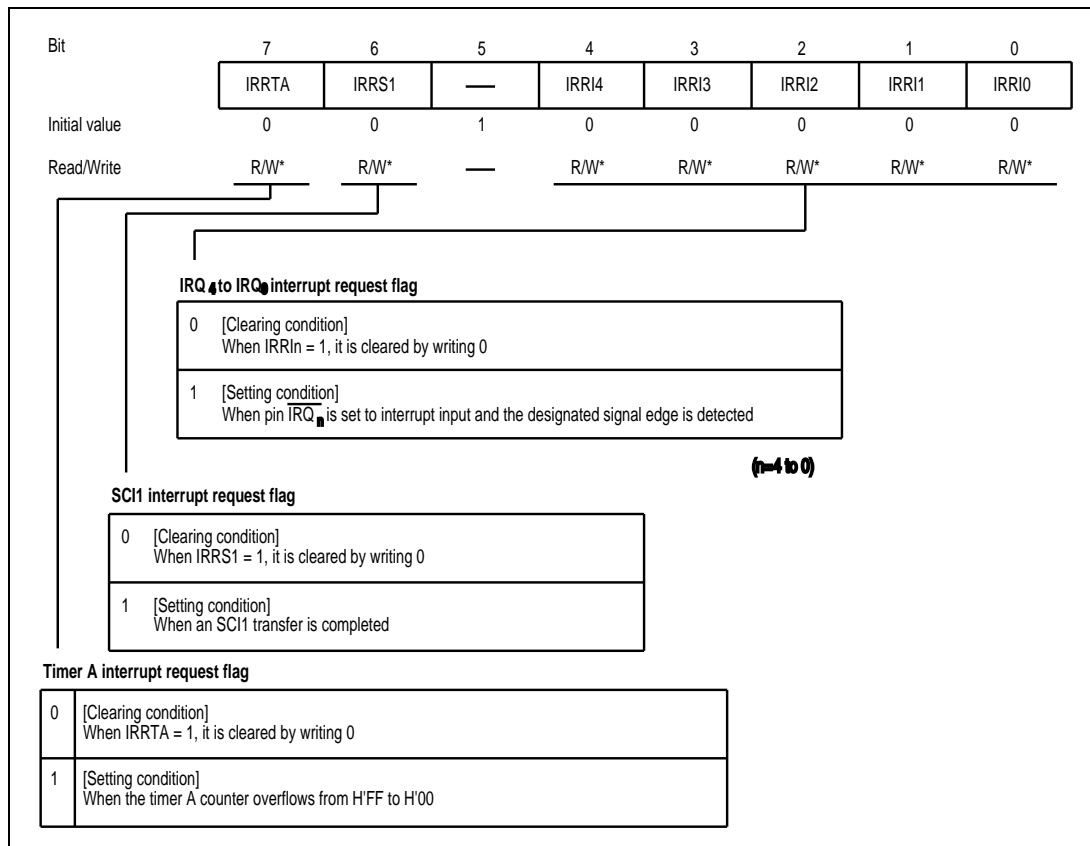 Bit 7 6 5 4 3 2 1 0
IRRTA IRRS1 — IRRI4 IRRI3 IRRI2 IRRI1 IRRI0
Initial value 0 0 1 0 0 0 0 0
Read/Write R/W* R/W* — R/W* R/W* R/W* R/W* R/W*
IRQ4 to IRQ0 interrupt request flag
0 [Clearing condition]
When IRRIn = 1, it is cleared by writing 0
1 [Setting condition]
When pin IRQn is set to interrupt input and the designated signal edge is detected
(n=4 to 0)
SCI1 interrupt request flag
0 [Clearing condition]
When IRRS1 = 1, it is cleared by writing 0
1 [Setting condition]
When an SCI1 transfer is completed
Timer A interrupt request flag
0 [Clearing condition]
When IRRTA = 1, it is cleared by writing 0
1 [Setting condition]
When the timer A counter overflows from H'FF to H'00